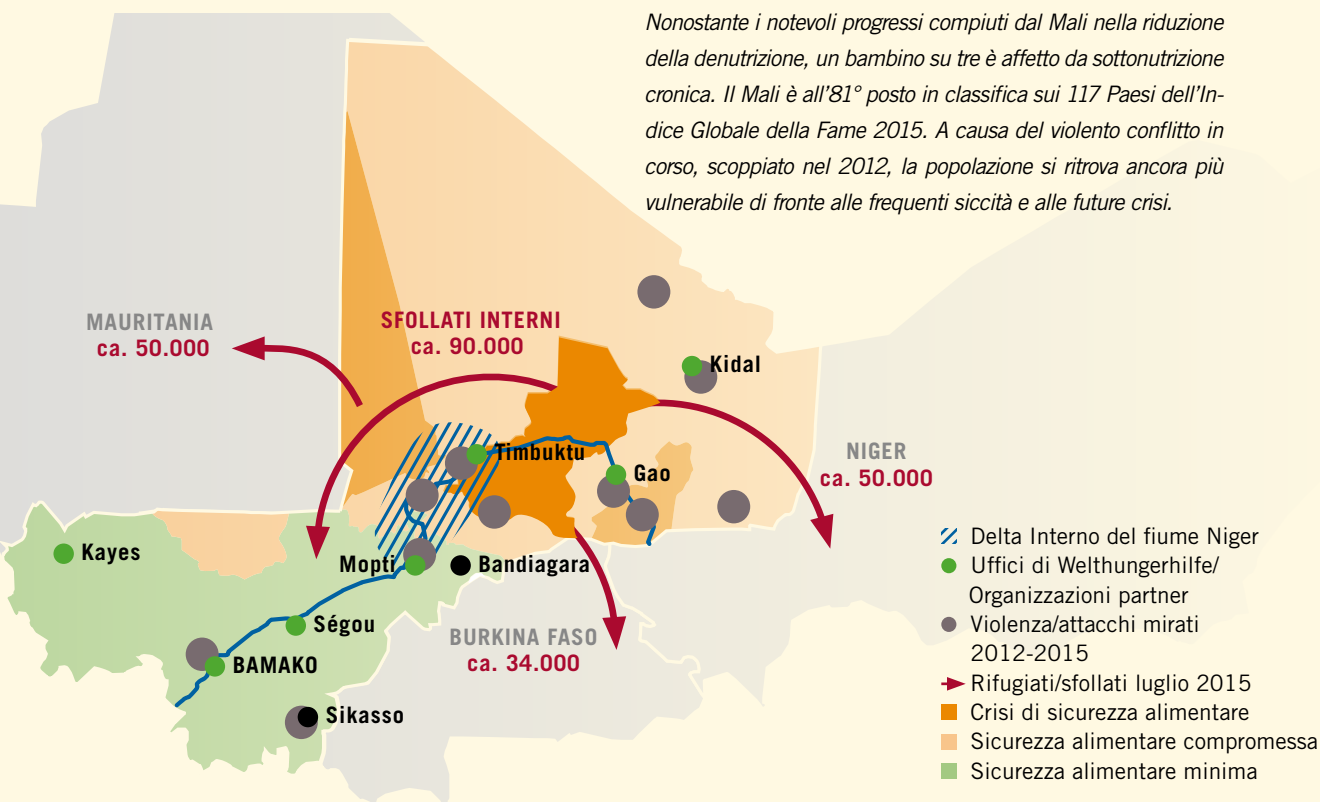 Nonostante i notevoli progressi compiuti dal Mali nella riduzione
della denutrizione, un bambino su tre è affetto da sottonutrizione
cronica. Il Mali è all'81° posto in classifica sui 117 Paesi dell'In-
dice Globale della Fame 2015. A causa del violento conflitto in
corso, scoppiato nel 2012, la popolazione si ritrova ancora più
vulnerabile di fronte alle frequenti siccità e alle future crisi.
MAURITANIA
ca. 50.000
SFOLLATI INTERNI
ca. 90.000
Kidal
Timbuktu
Gao
NIGER
ca. 50.000
Kayes
Mopti
Bandiagara
Ségou
BURKINA FASO
ca. 34.000
BAMAKO
Sikasso
Delta Interno del fiume Niger
Uffici di Welthungerhilfe/
Organizzazioni partner
Violenza/attacchi mirati
2012-2015
Rifugiati/sfollati luglio 2015
Crisi di sicurezza alimentare
Sicurezza alimentare compromessa
Sicurezza alimentare minima